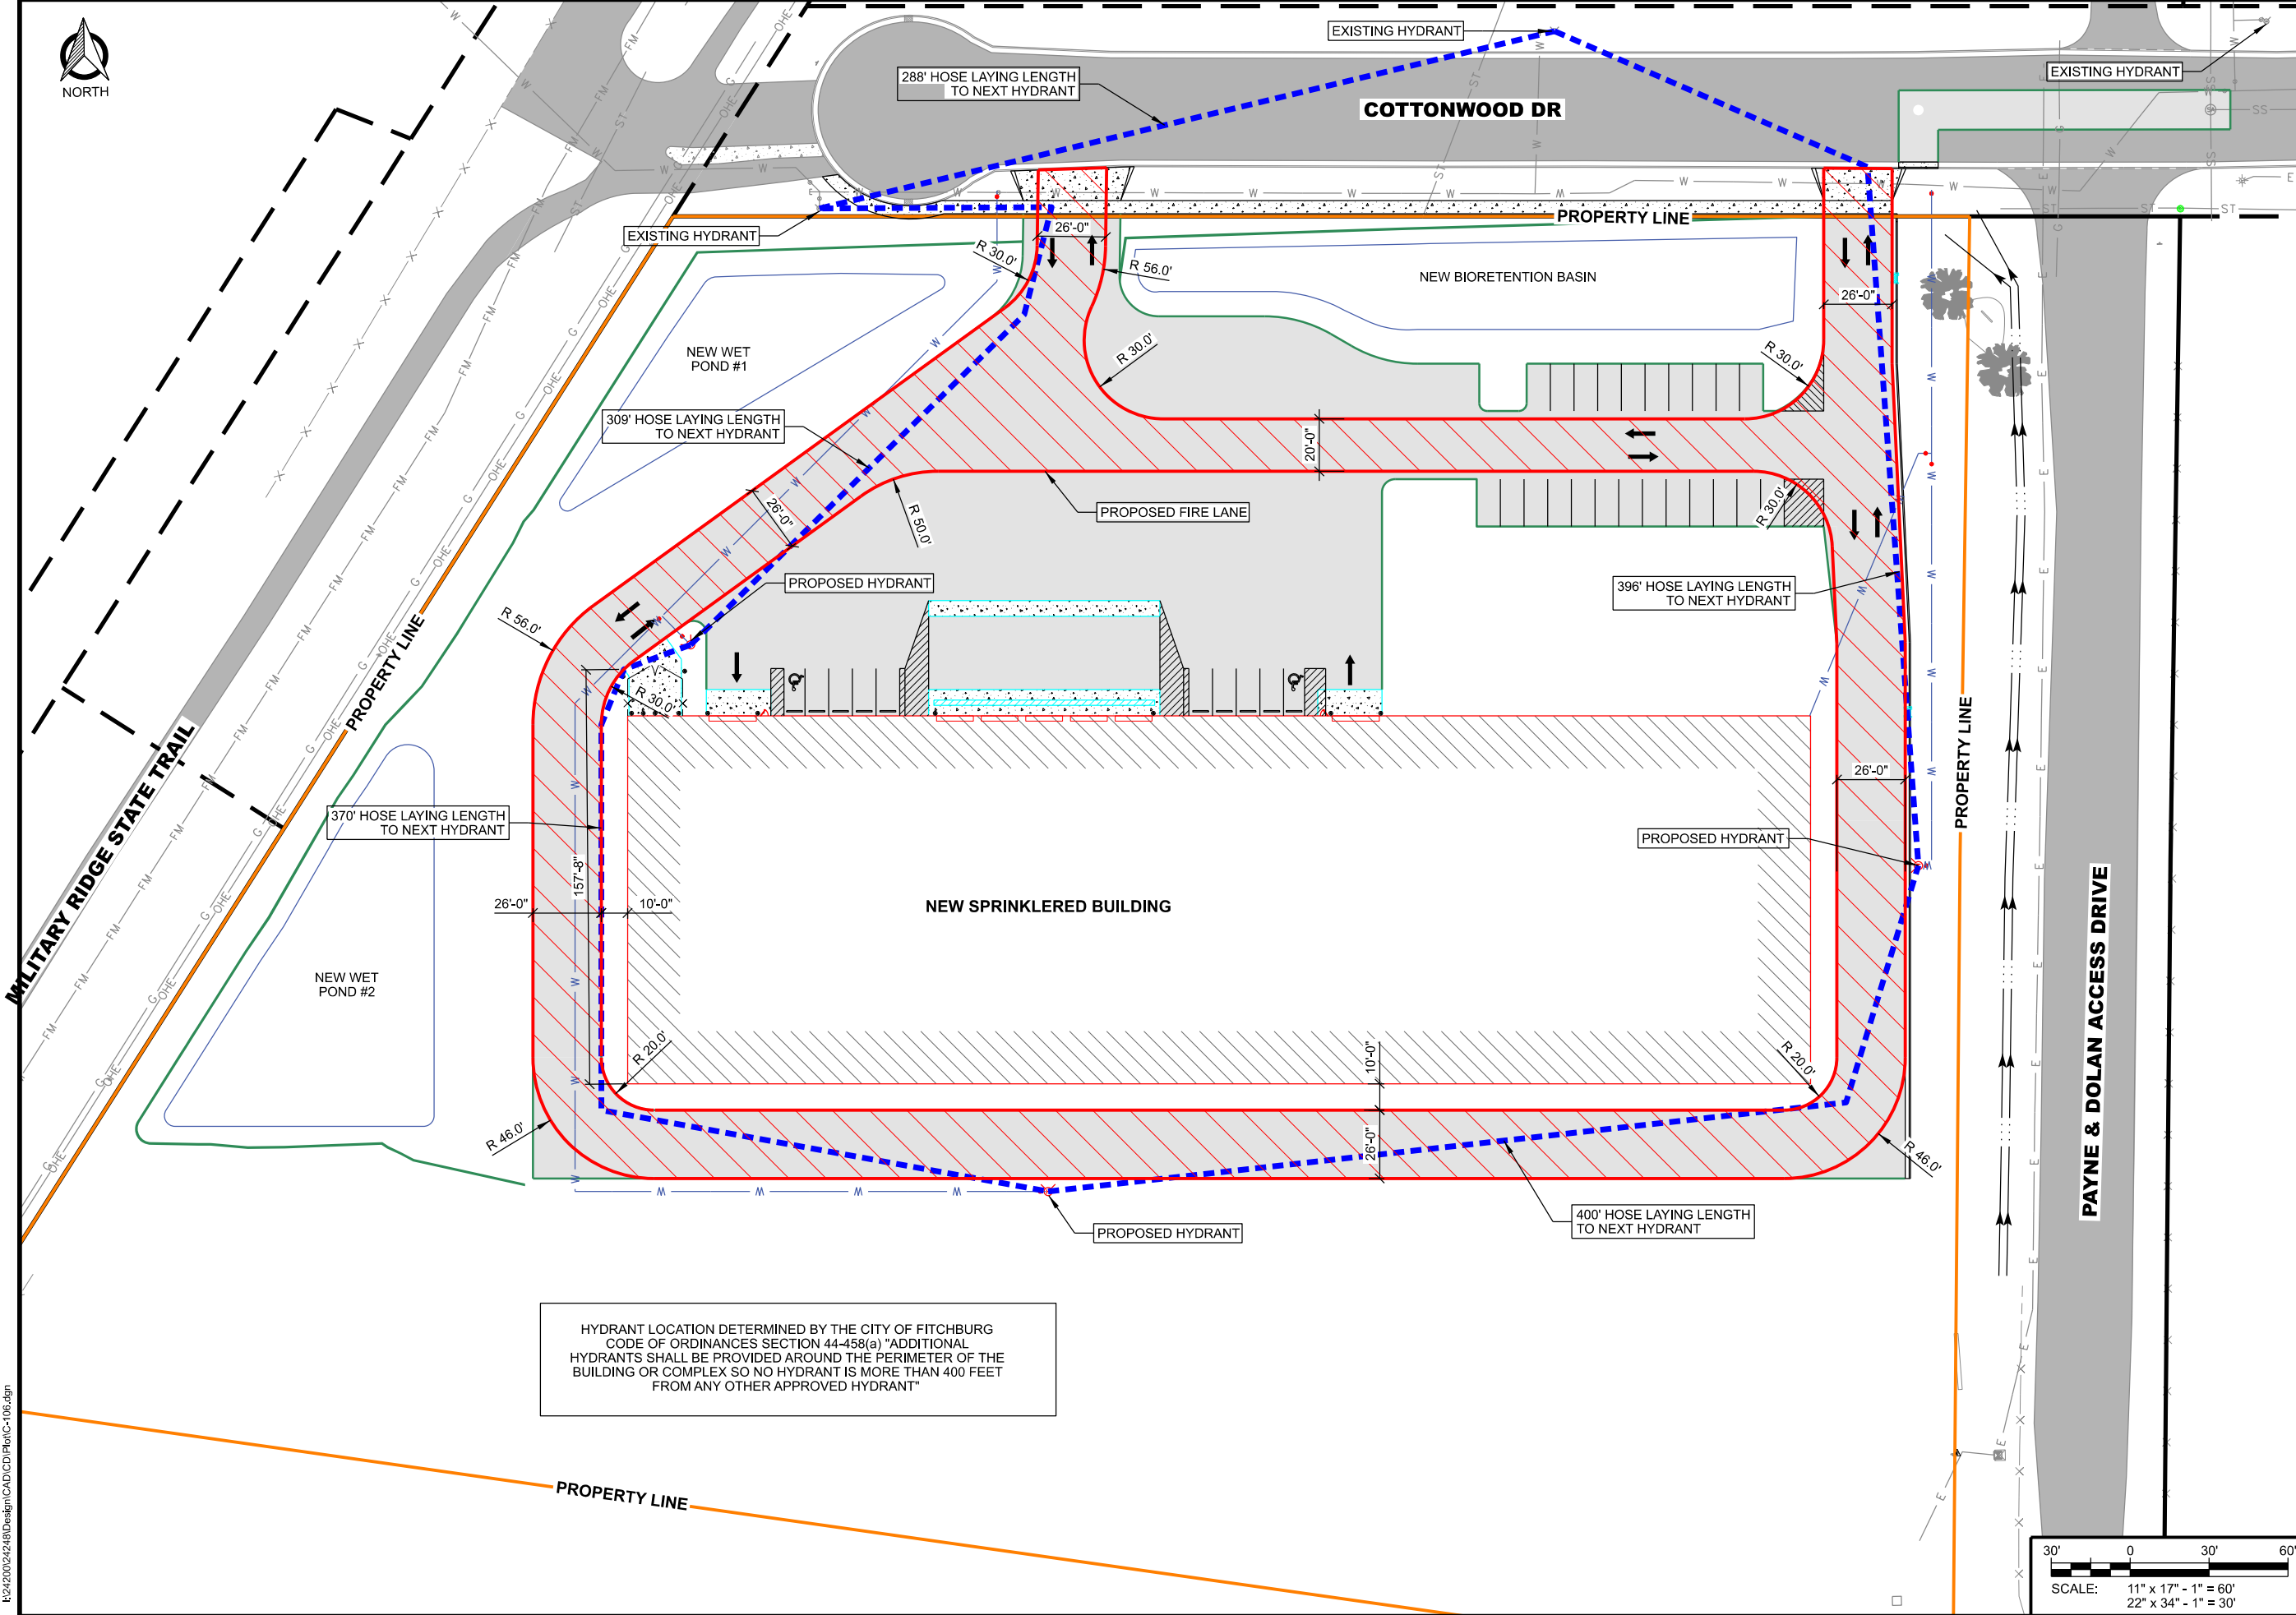 NORTH
EXISTING HYDRANT
EXISTING HYDRANT
288' HOSE LAYING LENGTH
TO NEXT HYDRANT
COTTONWOOD DR
PROPERTY LINE
EXISTING HYDRANT
26'-0"
R 30.0'
R 56.0'
NEW BIORETENTION BASIN
26'-0"
NEW WET
POND #1
R 30.0'
R 30.0'
309' HOSE LAYING LENGTH
TO NEXT HYDRANT
20'-0"
26'-0"
R 50.0'
PROPOSED FIRE LANE
R 30.0'
PROPOSED HYDRANT
396' HOSE LAYING LENGTH
TO NEXT HYDRANT
R 56.0'
PROPERTY LINE
R 30.0'
MILITARY RIDGE STATE TRAIL
PROPERTY LINE
26'-0"
370' HOSE LAYING LENGTH
TO NEXT HYDRANT
157'-8"
PROPOSED HYDRANT
26'-0"
10'-0"
NEW SPRINKLERED BUILDING
PAYNE & DOLAN ACCESS DRIVE
NEW WET
POND #2
R 20.0'
10'-0"
R 20.0'
R 46.0'
26'-0"
R 46.0'
PROPOSED HYDRANT
400' HOSE LAYING LENGTH
TO NEXT HYDRANT
HYDRANT LOCATION DETERMINED BY THE CITY OF FITCHBURG
CODE OF ORDINANCES SECTION 44-458(a) "ADDITIONAL
HYDRANTS SHALL BE PROVIDED AROUND THE PERIMETER OF THE
BUILDING OR COMPLEX SO NO HYDRANT IS MORE THAN 400 FEET
FROM ANY OTHER APPROVED HYDRANT"
PROPERTY LINE
30' 0 30' 60'
SCALE: 11" x 17" - 1" = 60'
22" x 34" - 1" = 30'